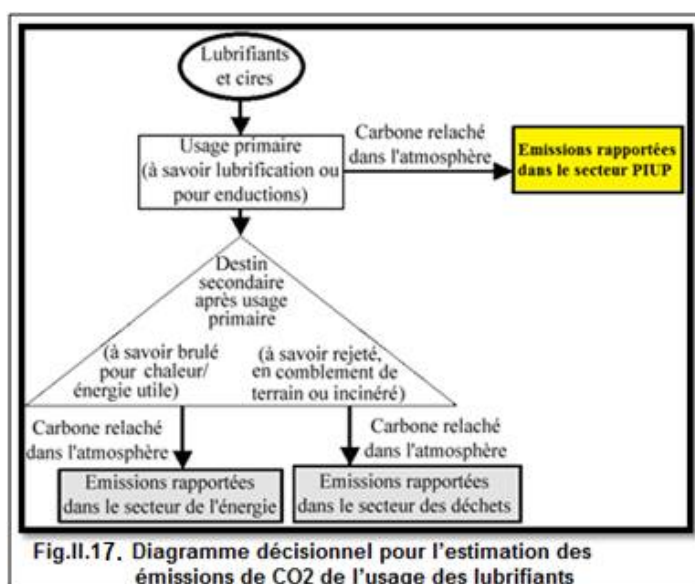 Lubrifiants
et cires
Usage primaire
(à savoir lubrification ou
pour enductions)
Carbone relaché
dans l'atmosphère
Emissions rapportées
dans le secteur PIUP
Destin
secondaire
après usage
primaire
(à savoir brulé
pour chaleur/
énergie utile)
(à savoir rejeté,
en comblement de
terrain ou incinéré)
Carbone relaché
dans l'atmosphère
Carbone relaché
dans l'atmosphère
Emissions rapportées
dans le secteur de l'énergie
Emissions rapportées
dans le secteur des déchets
Fig.II.17. Diagramme décisionnel pour l'estimation des
émissions de CO2 de l'usage des lubrifiants